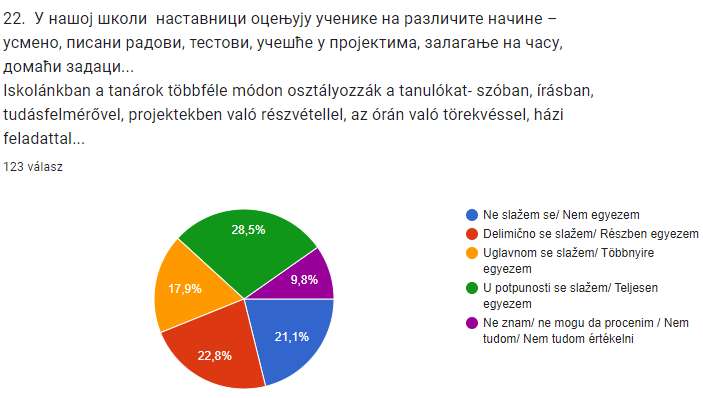 22.  У нашој школи  наставници оцењују ученике на различите начине –
усмено, писани радови, тестови, учешће у пројектима, залагање на часу,
домаћи задаци...
Iskolánkban a tanárok többféle módon osztályozzák a tanulókat- szóban, írásban,
tudásfelmérővel, projektekben való részvétellel, az órán való törekvéssel, házi
feladattal...
123 válasz
28,5%
9,8%
17,9%
21,1%
22,8%
Ne slažem se/ Nem egyezem
Delimično se slažem/ Részben egyezem
Uglavnom se slažem/ Többnyire
egyezem
U potpunosti se slažem/ Teljesen
egyezem
Ne znam/ ne mogu da procenim / Nem
tudom/ Nem tudom értékelni